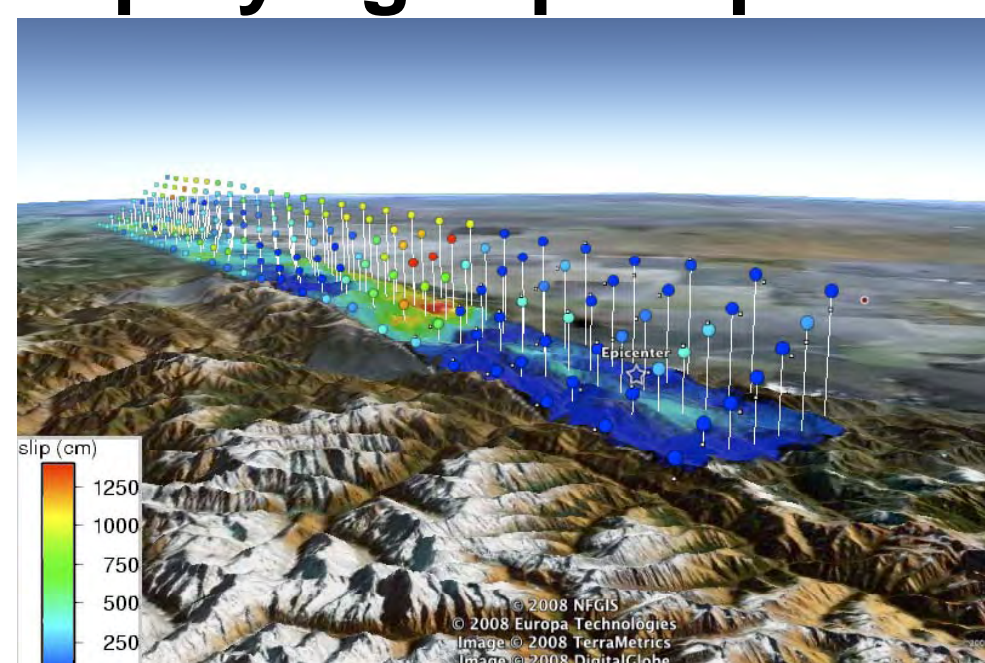 Epicenter
slip (cm)
1250
1000
750
500
250
© 2008 NFGIS
© 2008 Europa Technologies
Image © 2008 TerraMetrics
Image © 2008 DigitalGlobe